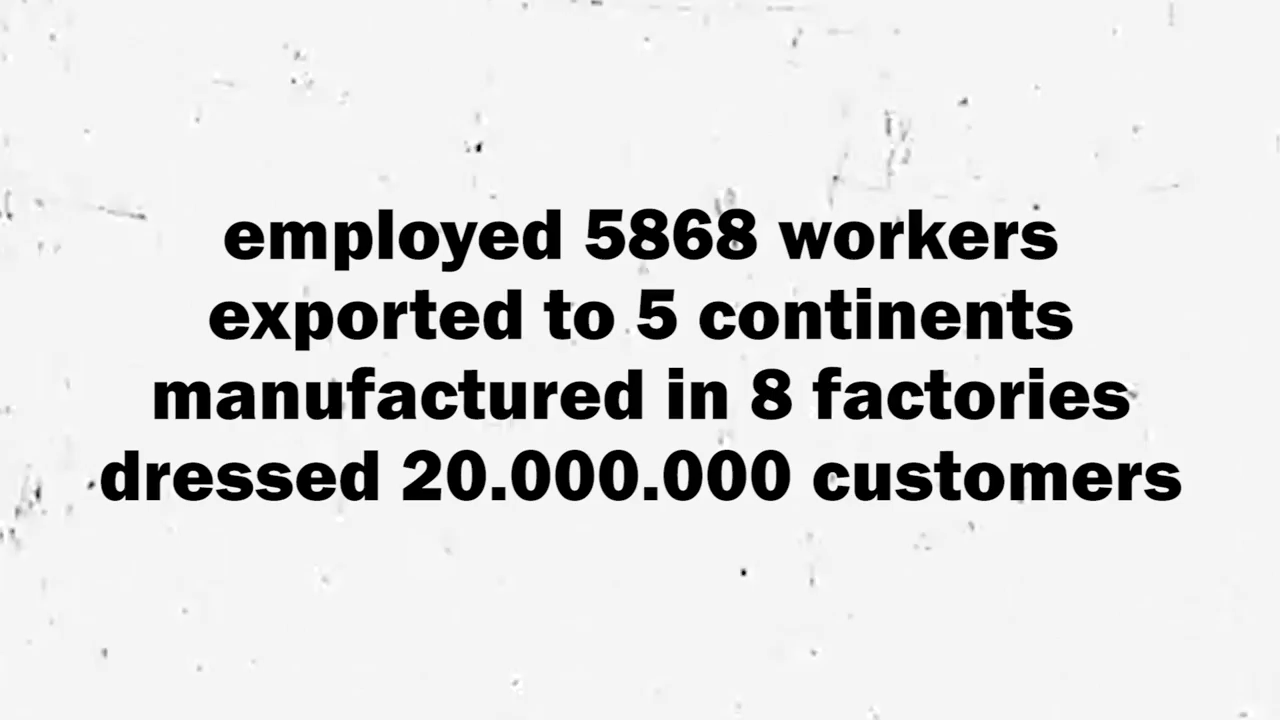 employed 5868 workers
exported to 5 continents
manufactured in 8 factories
dressed 20.000.000 customers